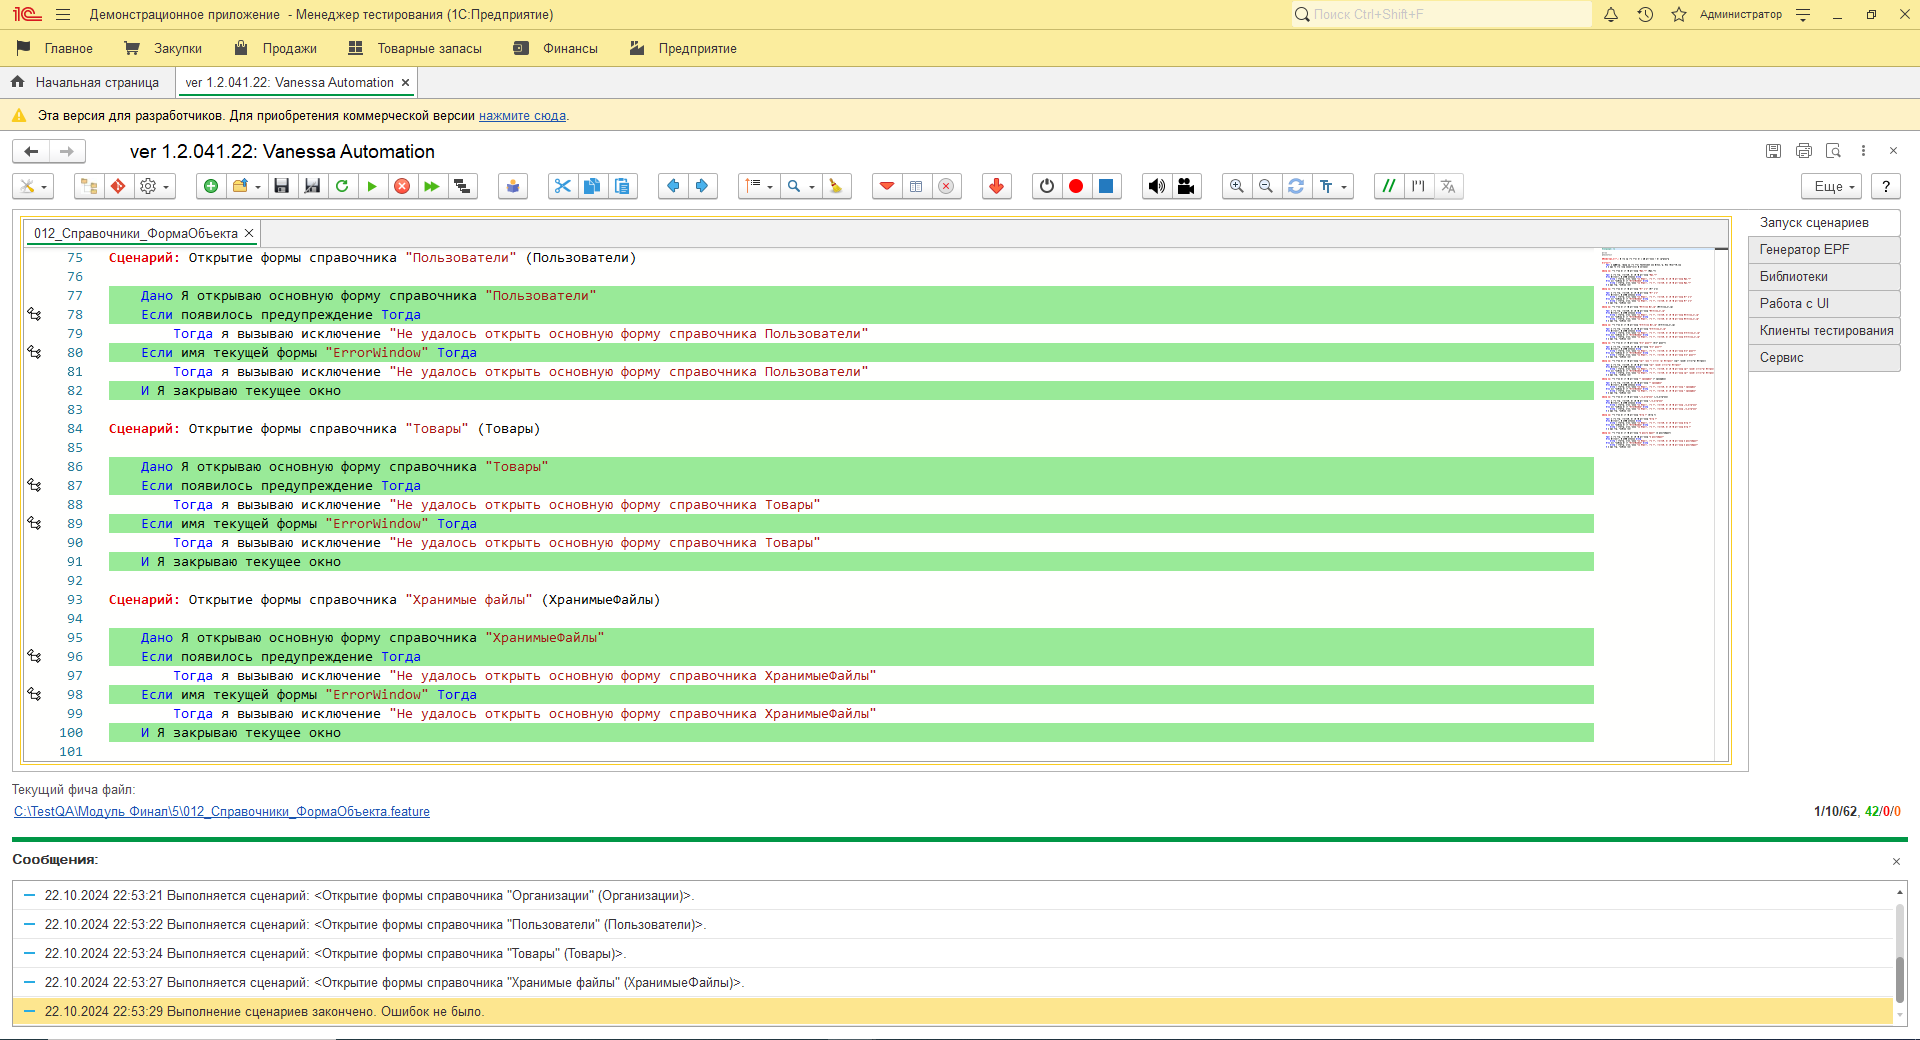 Демонстрационное приложение - Менеджер тестирования (1С:Предприятие)
Поиск Ctrl+Shift+F
Администратор
Главное
Закупки
Продажи
Товарные запасы
Финансы
Предприятие
Начальная страница
ver 1.2.041.22: Vanessa Automation
Эта версия для разработчиков. Для приобретения коммерческой версии нажмите сюда.
ver 1.2.041.22: Vanessa Automation
Еще
?
012_Справочники_ФормаОбъекта
Запуск сценариев
Генератор EPF
Библиотеки
Работа с UI
Клиенты тестирования
Сервис
75 Сценарий: Открытие формы справочника "Пользователи" (Пользователи)
76
77 Дано Я открываю основную форму справочника "Пользователи"
78 Если появилось предупреждение Тогда
79 Тогда я вызываю исключение "Не удалось открыть основную форму справочника Пользователи"
80 Если имя текущей формы "ErrorWindow" Тогда
81 Тогда я вызываю исключение "Не удалось открыть основную форму справочника Пользователи"
82 И Я закрываю текущее окно
83
84 Сценарий: Открытие формы справочника "Товары" (Товары)
85
86 Дано Я открываю основную форму справочника "Товары"
87 Если появилось предупреждение Тогда
88 Тогда я вызываю исключение "Не удалось открыть основную форму справочника Товары"
89 Если имя текущей формы "ErrorWindow" Тогда
90 Тогда я вызываю исключение "Не удалось открыть основную форму справочника Товары"
91 И Я закрываю текущее окно
92
93 Сценарий: Открытие формы справочника "Хранимые файлы" (ХранимыеФайлы)
94
95 Дано Я открываю основную форму справочника "ХранимыеФайлы"
96 Если появилось предупреждение Тогда
97 Тогда я вызываю исключение "Не удалось открыть основную форму справочника ХранимыеФайлы"
98 Если имя текущей формы "ErrorWindow" Тогда
99 Тогда я вызываю исключение "Не удалось открыть основную форму справочника ХранимыеФайлы"
100 И Я закрываю текущее окно
101
Текущий фича файл:
C:\TestQA\Модуль Финал\5\012_Справочники_ФормаОбъекта.feature
1/10/62, 42/0/0
Сообщения:
22.10.2024 22:53:21 Выполняется сценарий: <Открытие формы справочника "Организации" (Организации)>.
22.10.2024 22:53:22 Выполняется сценарий: <Открытие формы справочника "Пользователи" (Пользователи)>.
22.10.2024 22:53:24 Выполняется сценарий: <Открытие формы справочника "Товары" (Товары)>.
22.10.2024 22:53:27 Выполняется сценарий: <Открытие формы справочника "Хранимые файлы" (ХранимыеФайлы)>.
22.10.2024 22:53:29 Выполнение сценариев закончено. Ошибок не было.